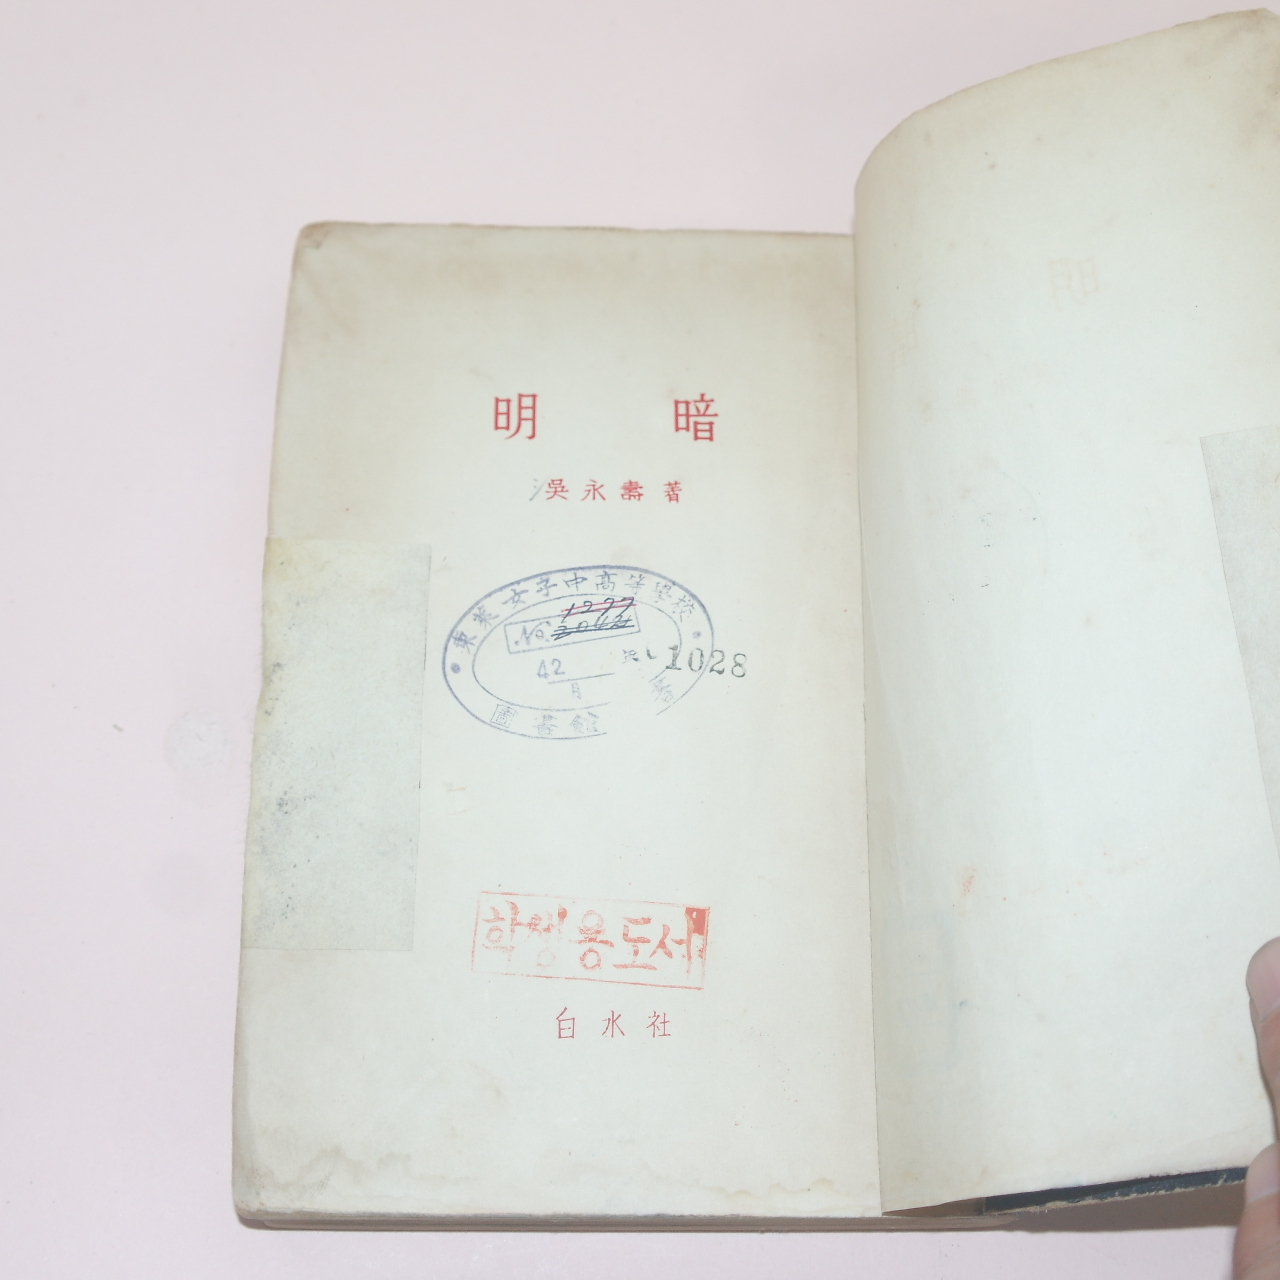 明 暗
吳永壽著
東萊女子中高等學校
No. 1277
2042
42
1028
圖書館
학생용도서
白水社